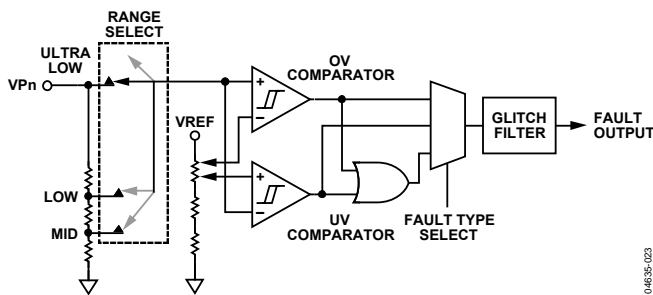 RANGE
SELECT
ULTRA
LOW
VPn
LOW
MID
VREF
OV
COMPARATOR
+
−
+
−
UV
COMPARATOR
FAULT TYPE
SELECT
GLITCH
FILTER
FAULT
OUTPUT
04635-023